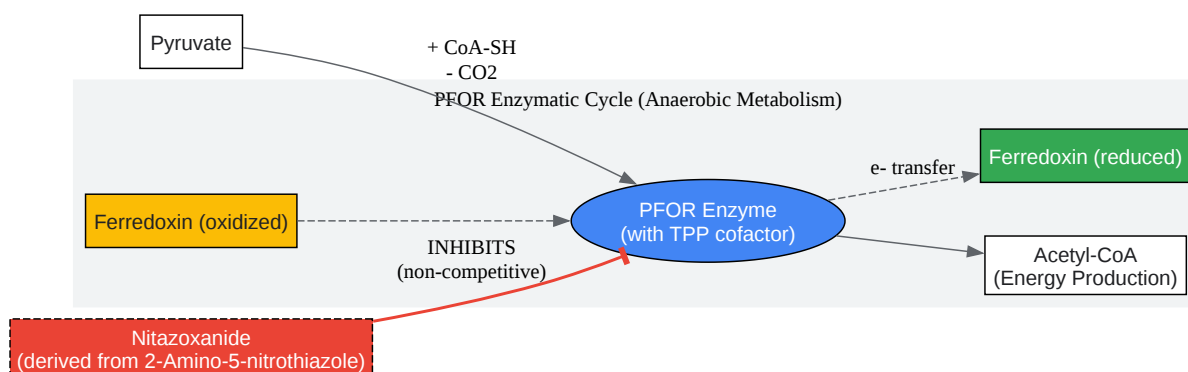 Pyruvate
+ CoA-SH
- CO2
PFOR Enzymatic Cycle (Anaerobic Metabolism)
Ferredoxin (reduced)
e- transfer
PFOR Enzyme
(with TPP cofactor)
Ferredoxin (oxidized)
INHIBITS
(non-competitive)
Acetyl-CoA
(Energy Production)
Nitazoxanide
(derived from 2-Amino-5-nitrothiazole)